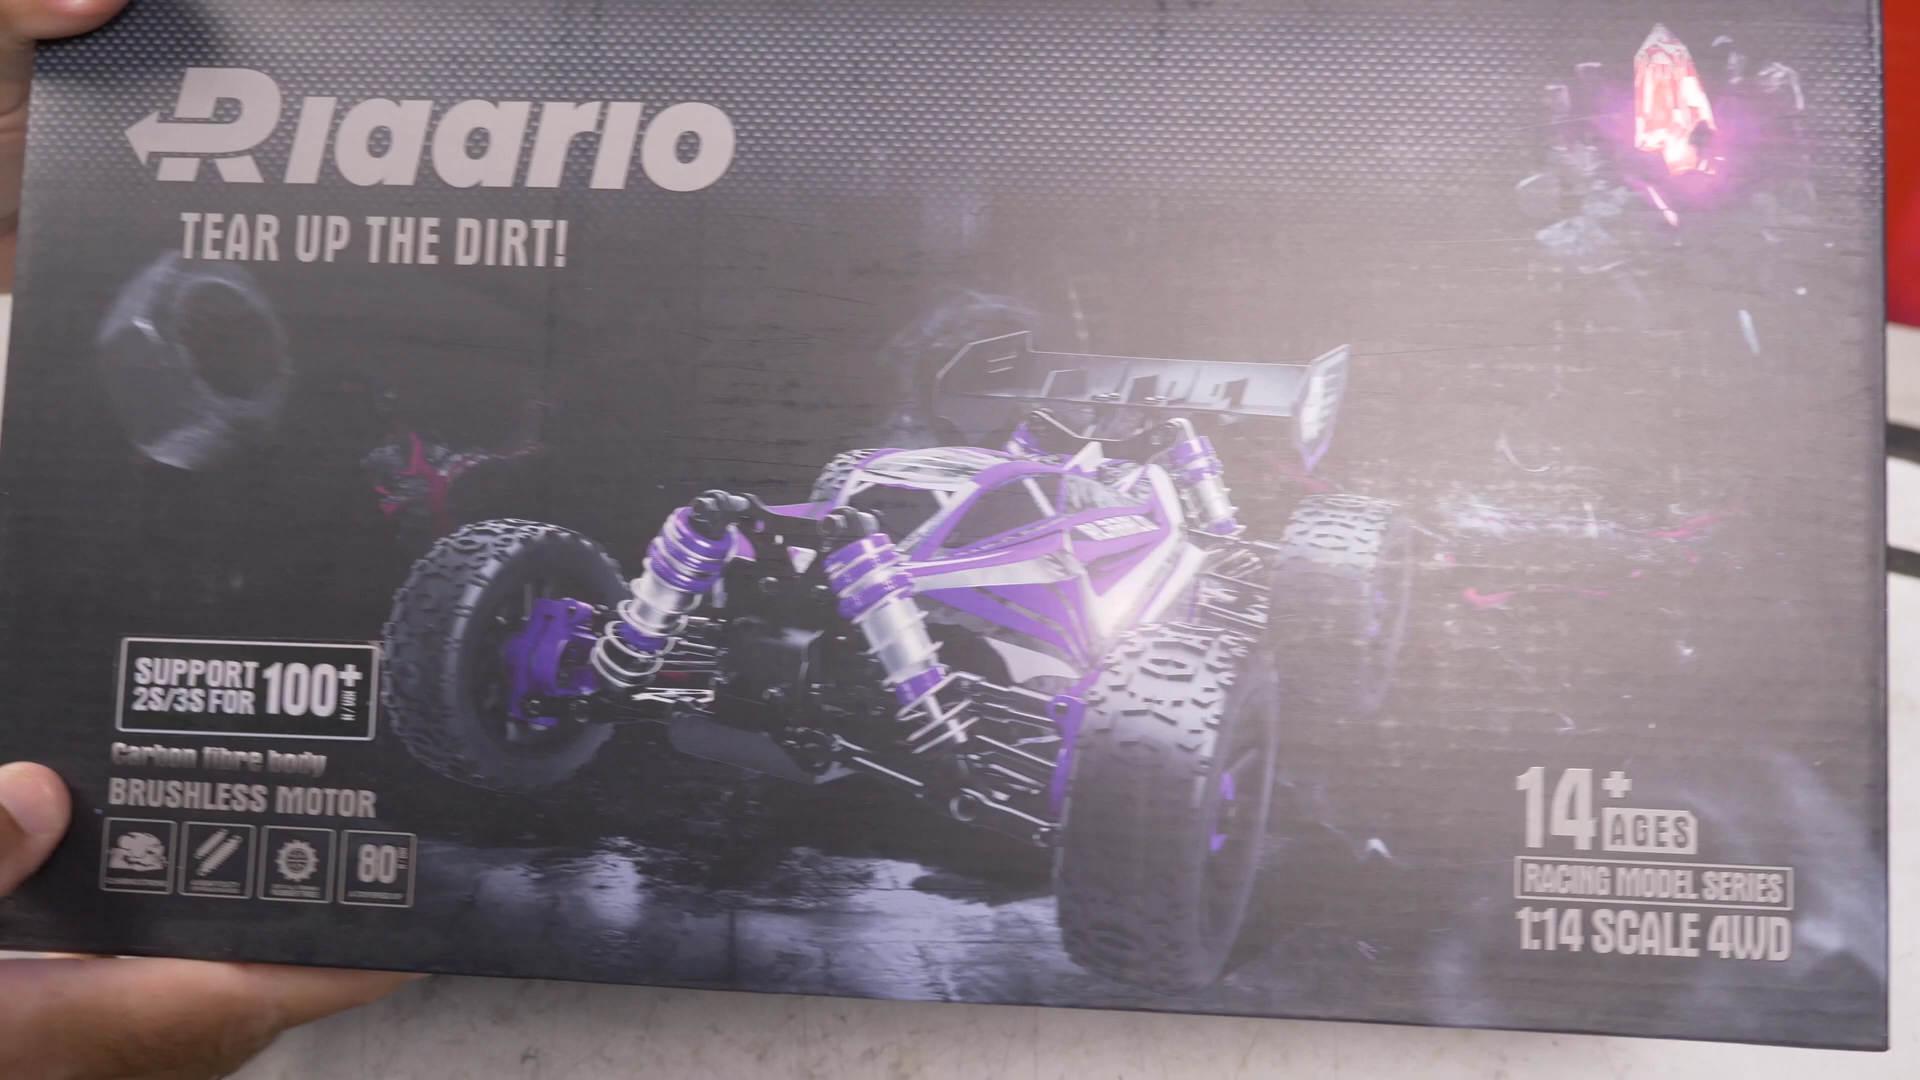 Riaario
TEAR UP THE DIRT!
SUPPORT
2S/3S FOR
100+
Carbon fibre body
BRUSHLESS MOTOR
80
14+
AGES
RACING MODEL SERIES
1:14 SCALE 4WD